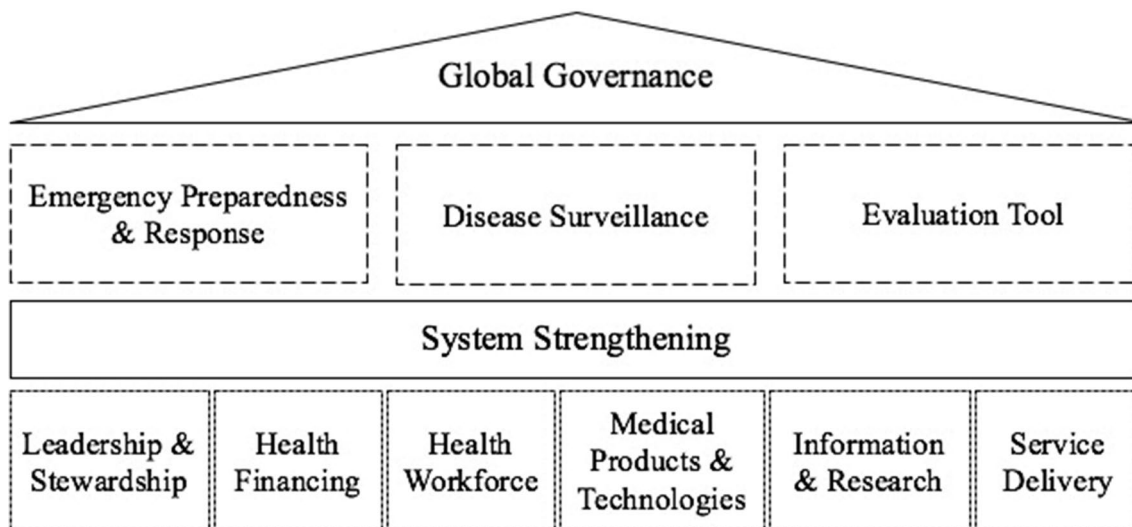 Global Governance
Emergency Preparedness
& Response
Disease Surveillance
Evaluation Tool
System Strengthening
Leadership &
Stewardship
Health
Financing
Health
Workforce
Medical
Products &
Technologies
Information
& Research
Service
Delivery